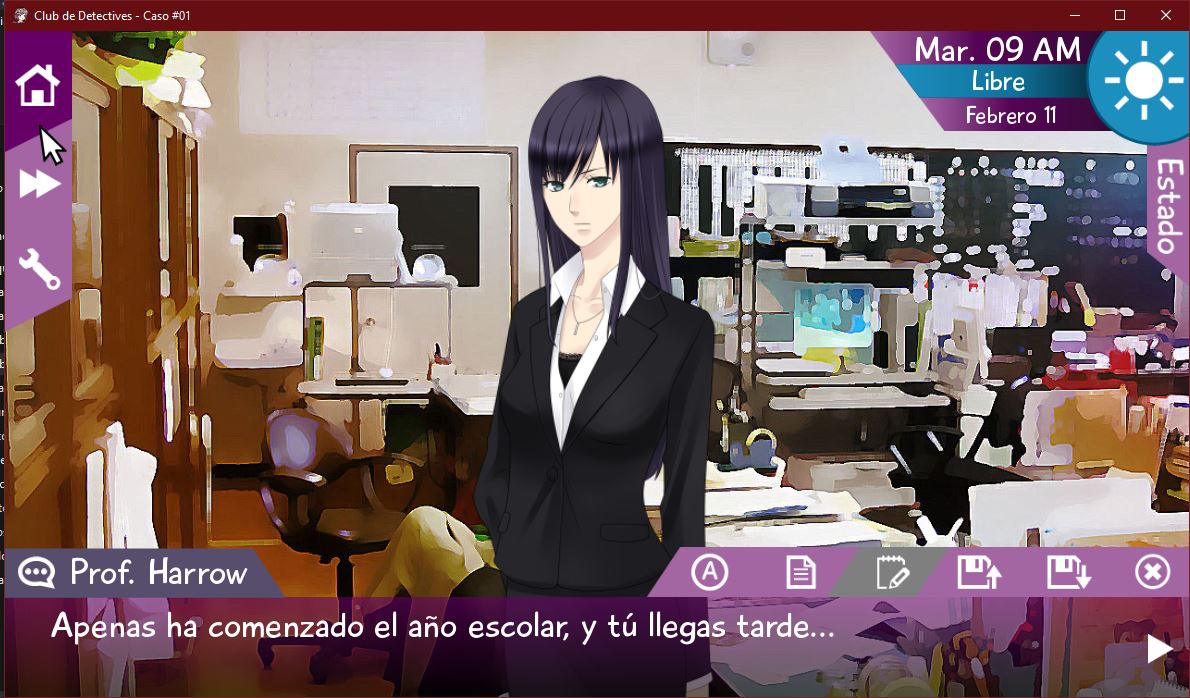 Club de Detectives - Caso #01
Mar. 09 AM
Libre
Febrero 11
Estado
Prof. Harrow
A
Apenas ha comenzado el año escolar, y tú llegas tarde...